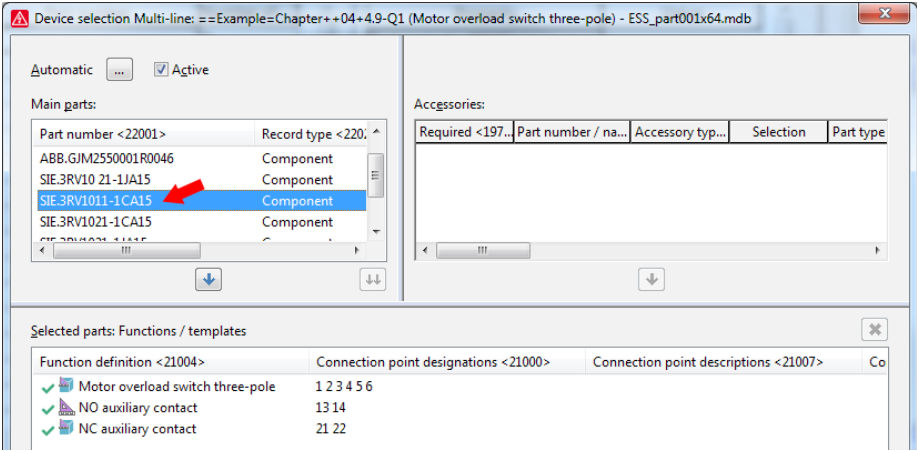 Device selection Multi-line: ==Example=Chapter++04+4.9-Q1 (Motor overload switch three-pole) - ESS_part001x64.mdb
Automatic ... Active
Main parts:
Part number <22001> Record type <220
ABB.GJM2550001R0046 Component
SIE.3RV10 21-1JA15 Component
SIE.3RV1011-1CA15 Component
SIE.3RV1021-1CA15 Component
Accessories:
Required <197... Part number / na... Accessory typ... Selection Part type
Selected parts: Functions / templates
Function definition <21004> Connection point designations <21000> Connection point descriptions <21007> Co
Motor overload switch three-pole 1 2 3 4 5 6
NO auxiliary contact 13 14
NC auxiliary contact 21 22